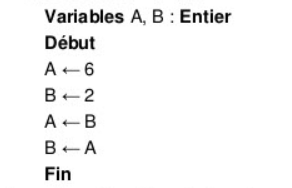 Variables A, B : Entier
Début
A ← 6
B ← 2
A ← B
B ← A
Fin